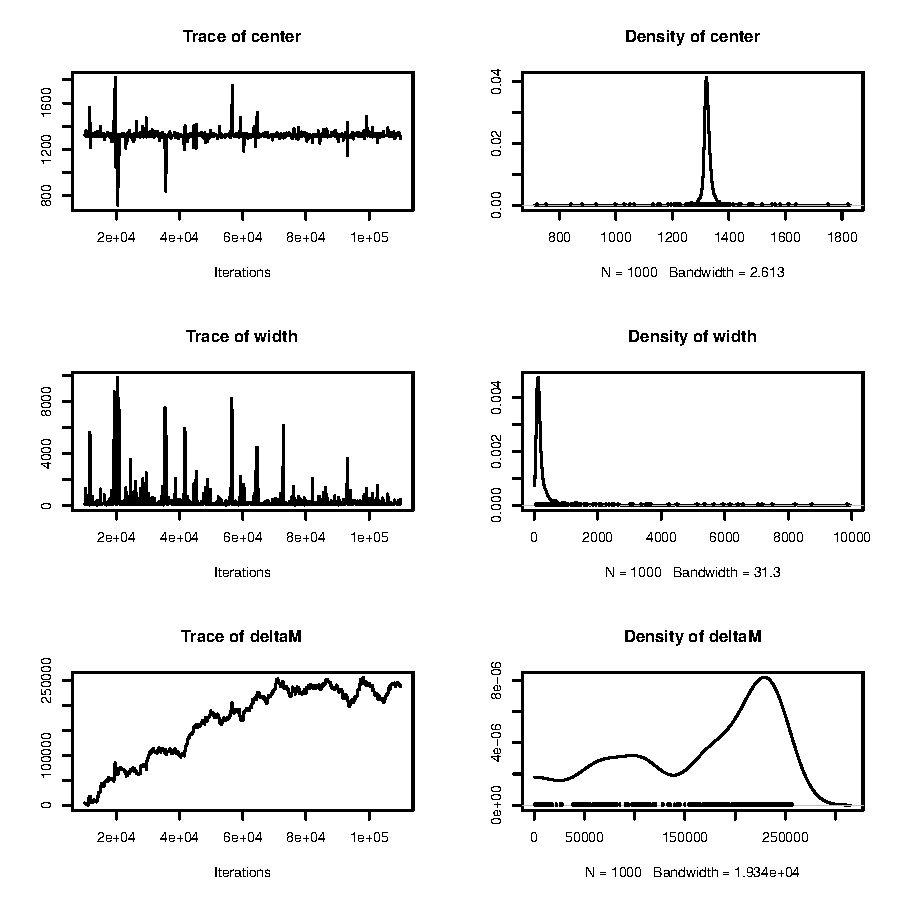 Trace of center
Density of center
800 1200 1600
2e+04 4e+04 6e+04 8e+04 1e+05
Iterations
0.00 0.02 0.04
800 1000 1200 1400 1600 1800
N = 1000 Bandwidth = 2.613
Trace of width
Density of width
0 4000 8000
2e+04 4e+04 6e+04 8e+04 1e+05
Iterations
0.000 0.002 0.004
0 2000 4000 6000 8000 10000
N = 1000 Bandwidth = 31.3
Trace of deltaM
Density of deltaM
0 100000 250000
2e+04 4e+04 6e+04 8e+04 1e+05
Iterations
0e+00 4e−06 8e−06
0 50000 150000 250000
N = 1000 Bandwidth = 1.934e+04